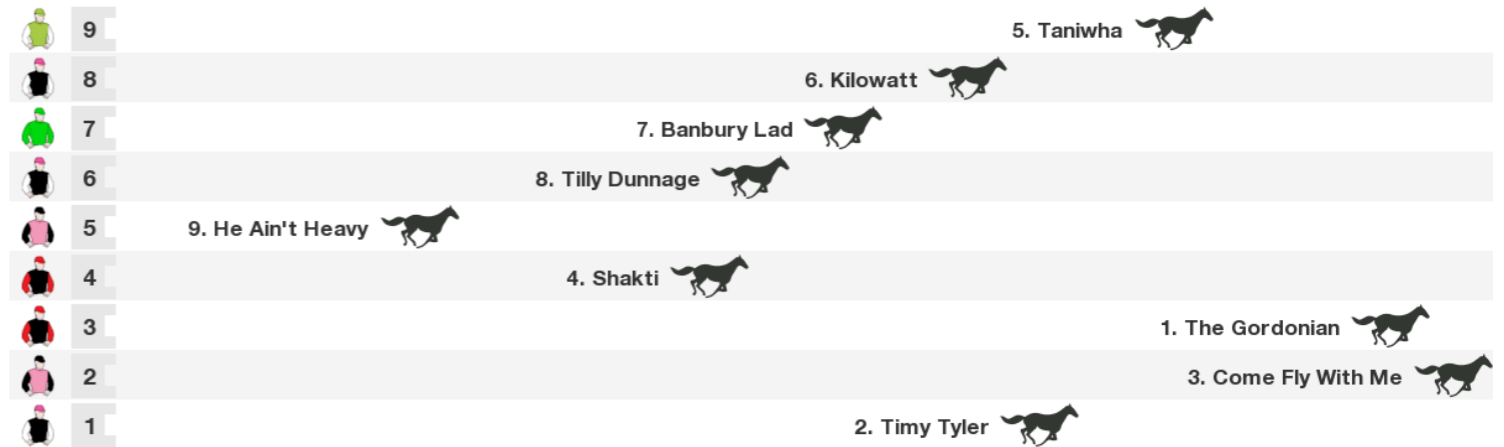 9 5. Taniwha
8 6. Kilowatt
7 7. Banbury Lad
6 8. Tilly Dunnage
5 9. He Ain't Heavy
4 4. Shakti
3 1. The Gordonian
2 3. Come Fly With Me
1 2. Timy Tyler